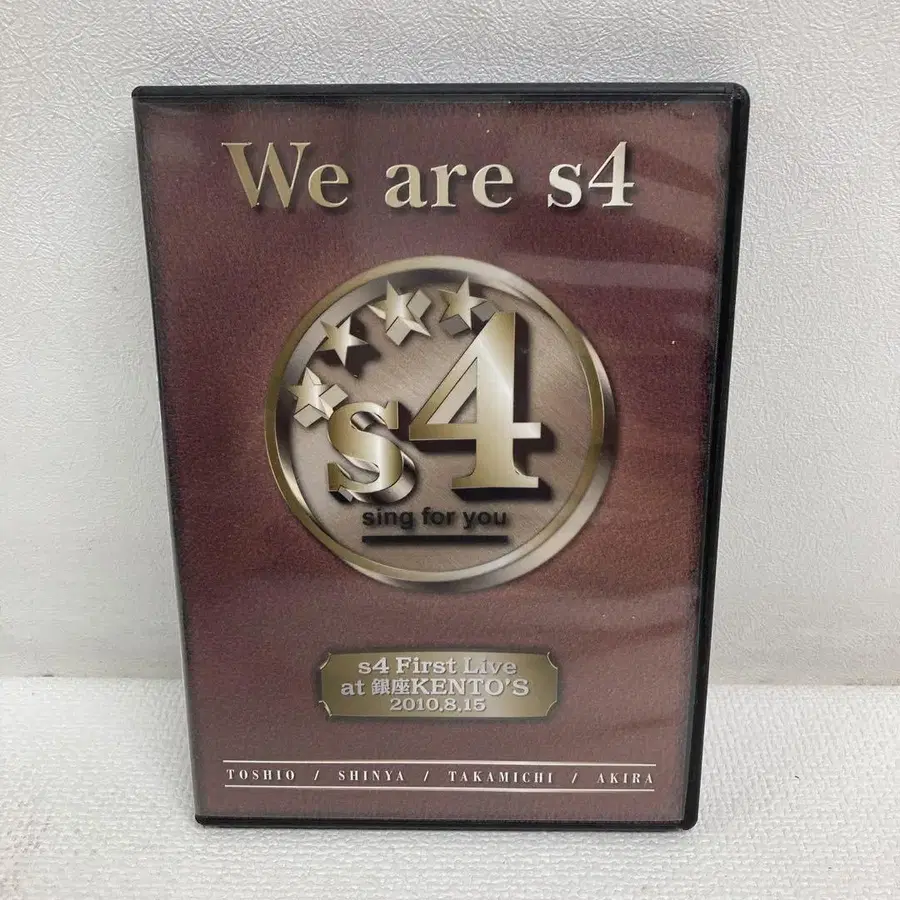 We are s4
s4
sing for you
s4 First Live
at 銀座KENTO'S
2010.8.15
TOSHIO / SHINYA / TAKAMICHI / AKIRA